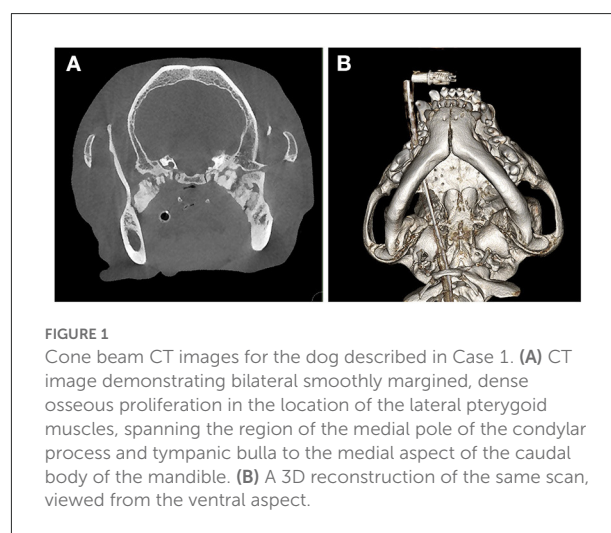 A
B
FIGURE 1
Cone beam CT images for the dog described in Case 1. (A) CT
image demonstrating bilateral smoothly margined, dense
osseous proliferation in the location of the lateral pterygoid
muscles, spanning the region of the medial pole of the condylar
process and tympanic bulla to the medial aspect of the caudal
body of the mandible. (B) A 3D reconstruction of the same scan,
viewed from the ventral aspect.